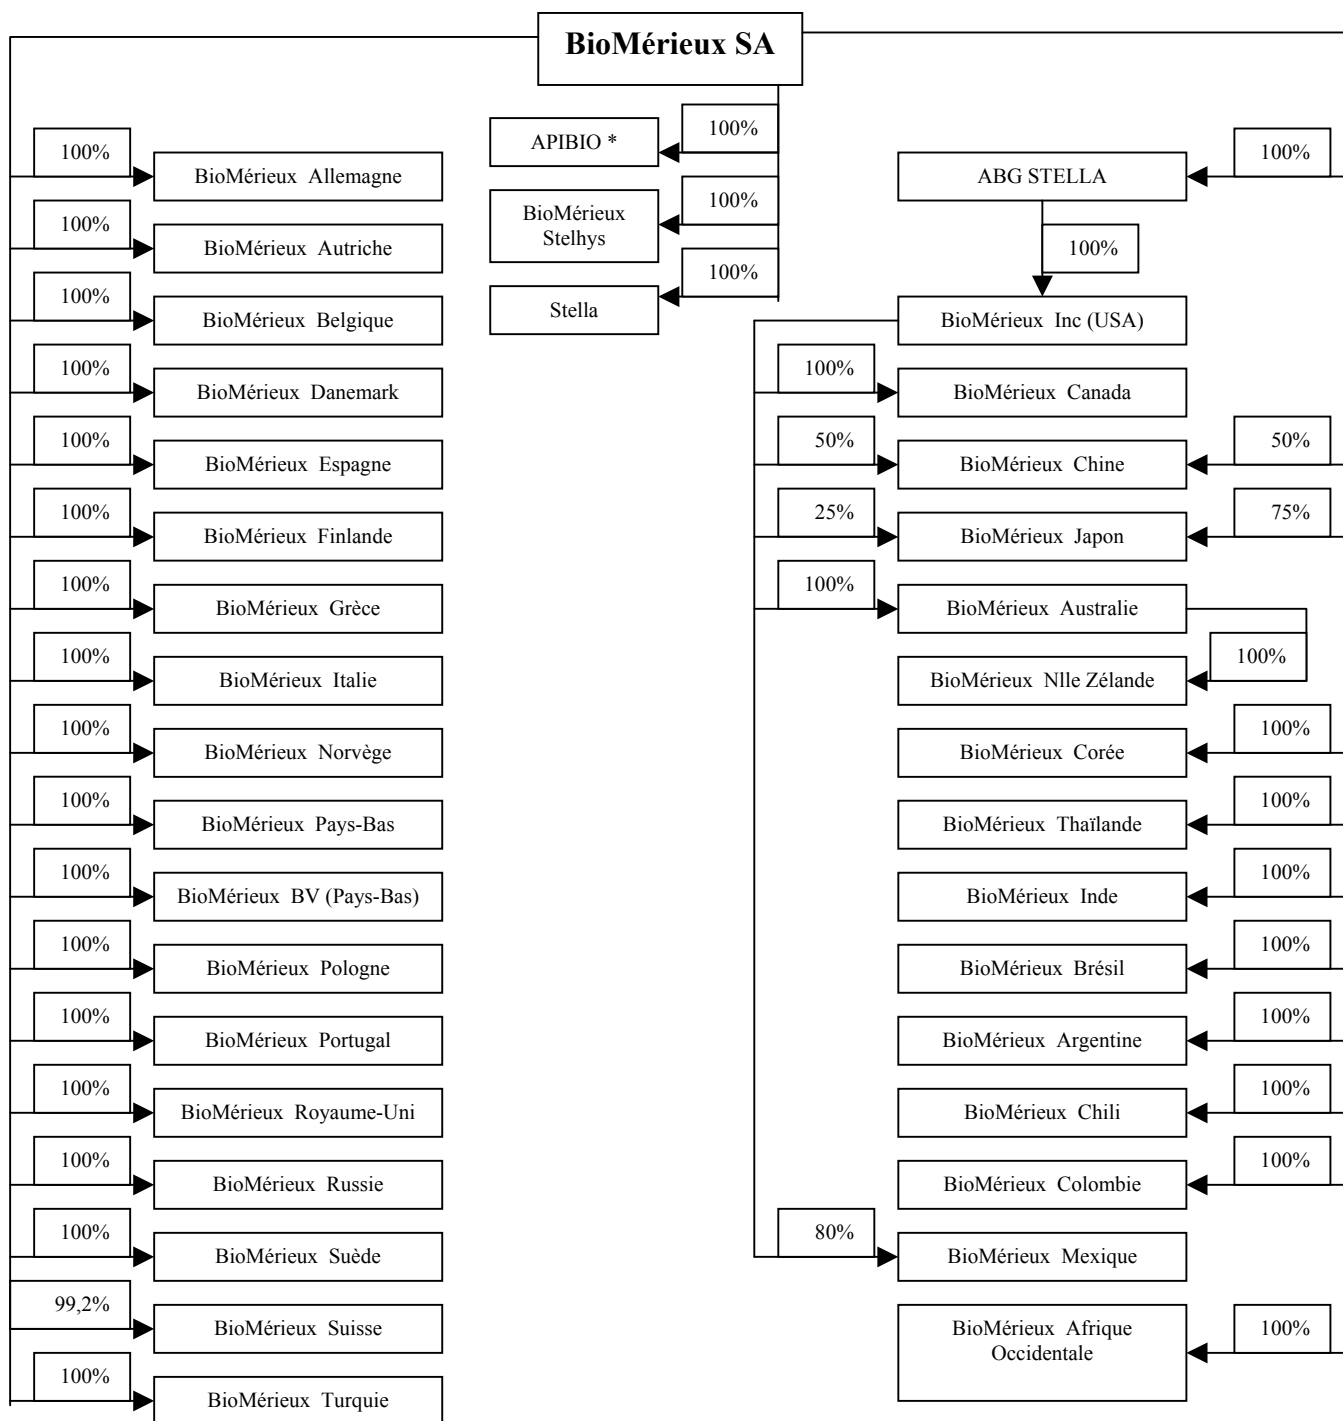 BioMérieux SA
100%
APIBIO *
100%
BioMérieux
Stelhys
100%
Stella
100%
BioMérieux Allemagne
100%
BioMérieux Autriche
100%
BioMérieux Belgique
100%
BioMérieux Danemark
100%
BioMérieux Espagne
100%
BioMérieux Finlande
100%
BioMérieux Grèce
100%
BioMérieux Italie
100%
BioMérieux Norvège
100%
BioMérieux Pays-Bas
100%
BioMérieux BV (Pays-Bas)
100%
BioMérieux Pologne
100%
BioMérieux Portugal
100%
BioMérieux Royaume-Uni
100%
BioMérieux Russie
100%
BioMérieux Suède
99,2%
BioMérieux Suisse
100%
BioMérieux Turquie
100%
ABG STELLA
100%
BioMérieux Inc (USA)
100%
BioMérieux Canada
50%
BioMérieux Chine
50%
25%
BioMérieux Japon
75%
100%
BioMérieux Australie
100%
BioMérieux Nlle Zélande
100%
BioMérieux Corée
100%
BioMérieux Thaïlande
100%
BioMérieux Inde
100%
BioMérieux Brésil
100%
BioMérieux Argentine
100%
BioMérieux Chili
100%
BioMérieux Colombie
80%
BioMérieux Mexique
100%
BioMérieux Afrique
Occidentale